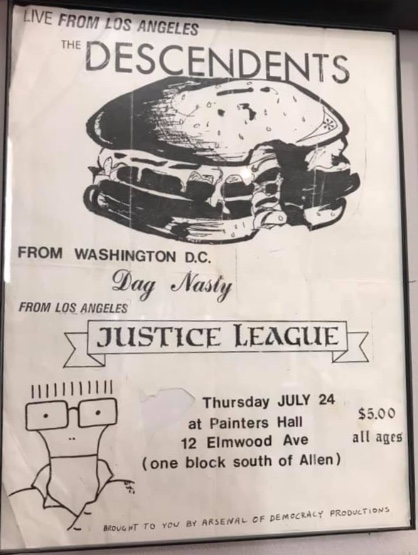 LIVE FROM LOS ANGELES
THE DESCENDENTS
FROM WASHINGTON D.C.
Dag Nasty
FROM LOS ANGELES
JUSTICE LEAGUE
Thursday JULY 24
at Painters Hall
12 Elmwood Ave
(one block south of Allen)
$5.00
all ages
BROUGHT TO YOU BY ARSENAL OF DEMOCRACY PRODUCTIONS